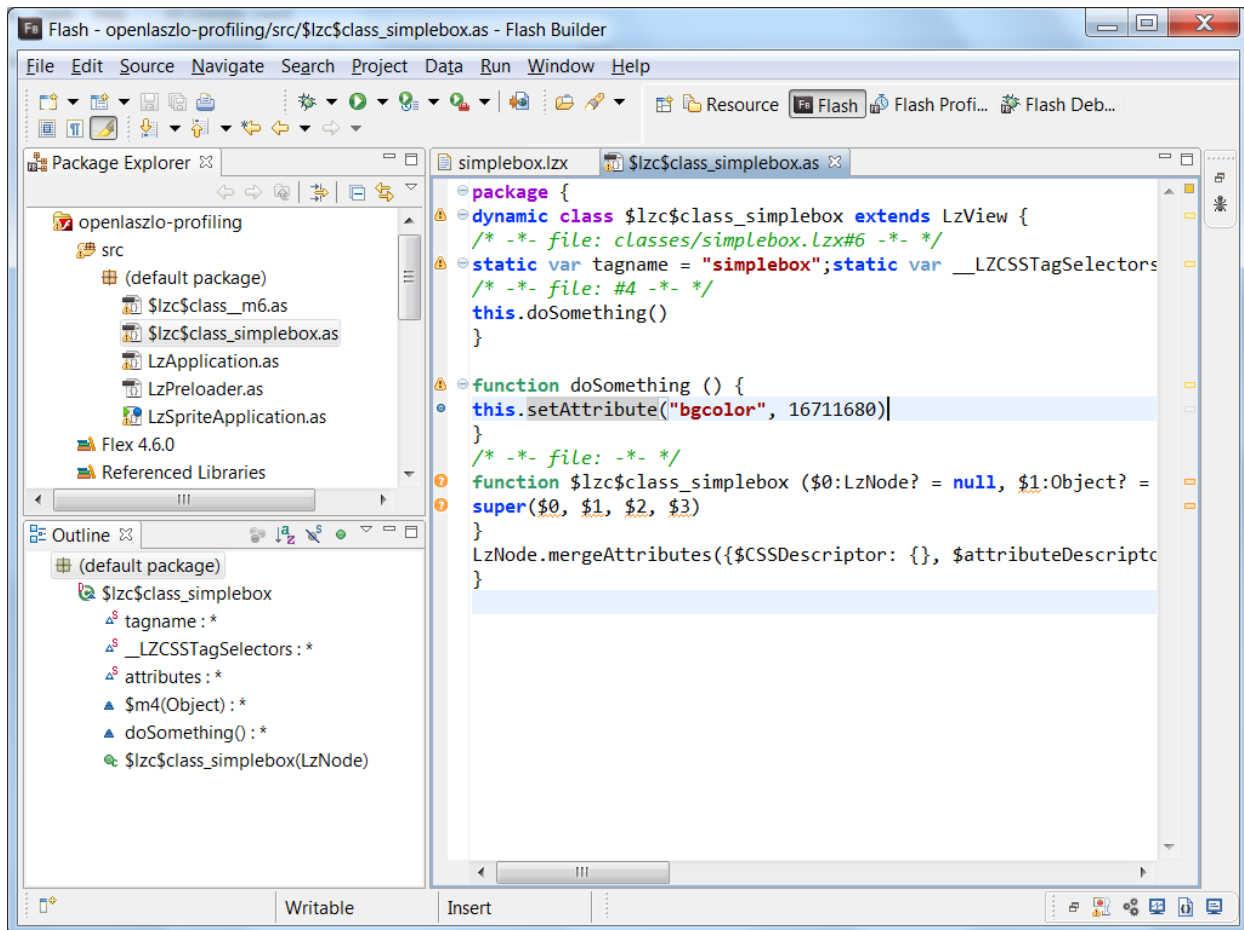 Fb Flash - openlaszlo-profiling/src/$lzc$class_simplebox.as - Flash Builder
File Edit Source Navigate Search Project Data Run Window Help
Resource Fb Flash Flash Profi... Flash Deb...
Package Explorer
openlaszlo-profiling
src
(default package)
$lzc$class__m6.as
$lzc$class_simplebox.as
LzApplication.as
LzPreloader.as
LzSpriteApplication.as
Flex 4.6.0
Referenced Libraries
Outline
(default package)
$lzc$class_simplebox
tagname : *
__LZCSSTagSelectors : *
attributes : *
$m4(Object) : *
doSomething() : *
$lzc$class_simplebox(LzNode)
simplebox.lzx $lzc$class_simplebox.as
package {
dynamic class $lzc$class_simplebox extends LzView {
/* -*- file: classes/simplebox.lzx#6 -*- */
static var tagname = "simplebox";static var __LZCSSTagSelectors
/* -*- file: #4 -*- */
this.doSomething()
}
function doSomething () {
this.setAttribute("bgcolor", 16711680)
}
/* -*- file: -*- */
function $lzc$class_simplebox ($0:LzNode? = null, $1:Object? =
super($0, $1, $2, $3)
}
LzNode.mergeAttributes({$CSSDescriptor: {}, $attributeDescriptc
}
Writable Insert